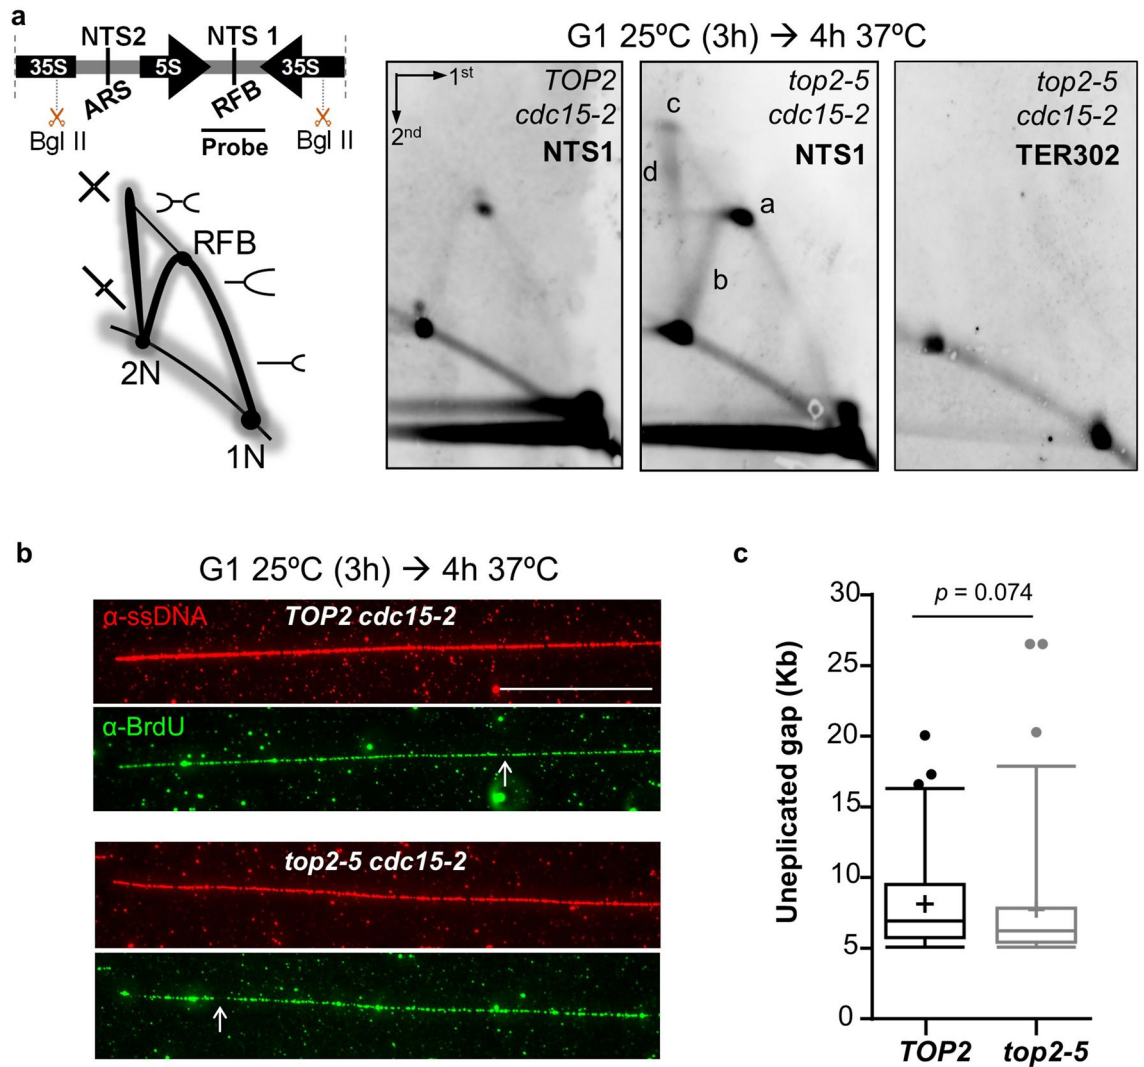 a
NTS2 NTS 1
35S 5S 35S
ARS RFB
Bgl II Probe Bgl II
RFB
2N
1N
G1 25ºC (3h) → 4h 37ºC
1st
2nd
TOP2
cdc15-2
NTS1
top2-5
cdc15-2
NTS1
c
d
a
b
top2-5
cdc15-2
TER302
b
G1 25ºC (3h) → 4h 37ºC
α-ssDNA TOP2 cdc15-2
α-BrdU
top2-5 cdc15-2
c
p = 0.074
Uneplicated gap (Kb)
30
25
20
15
10
5
0
TOP2 top2-5